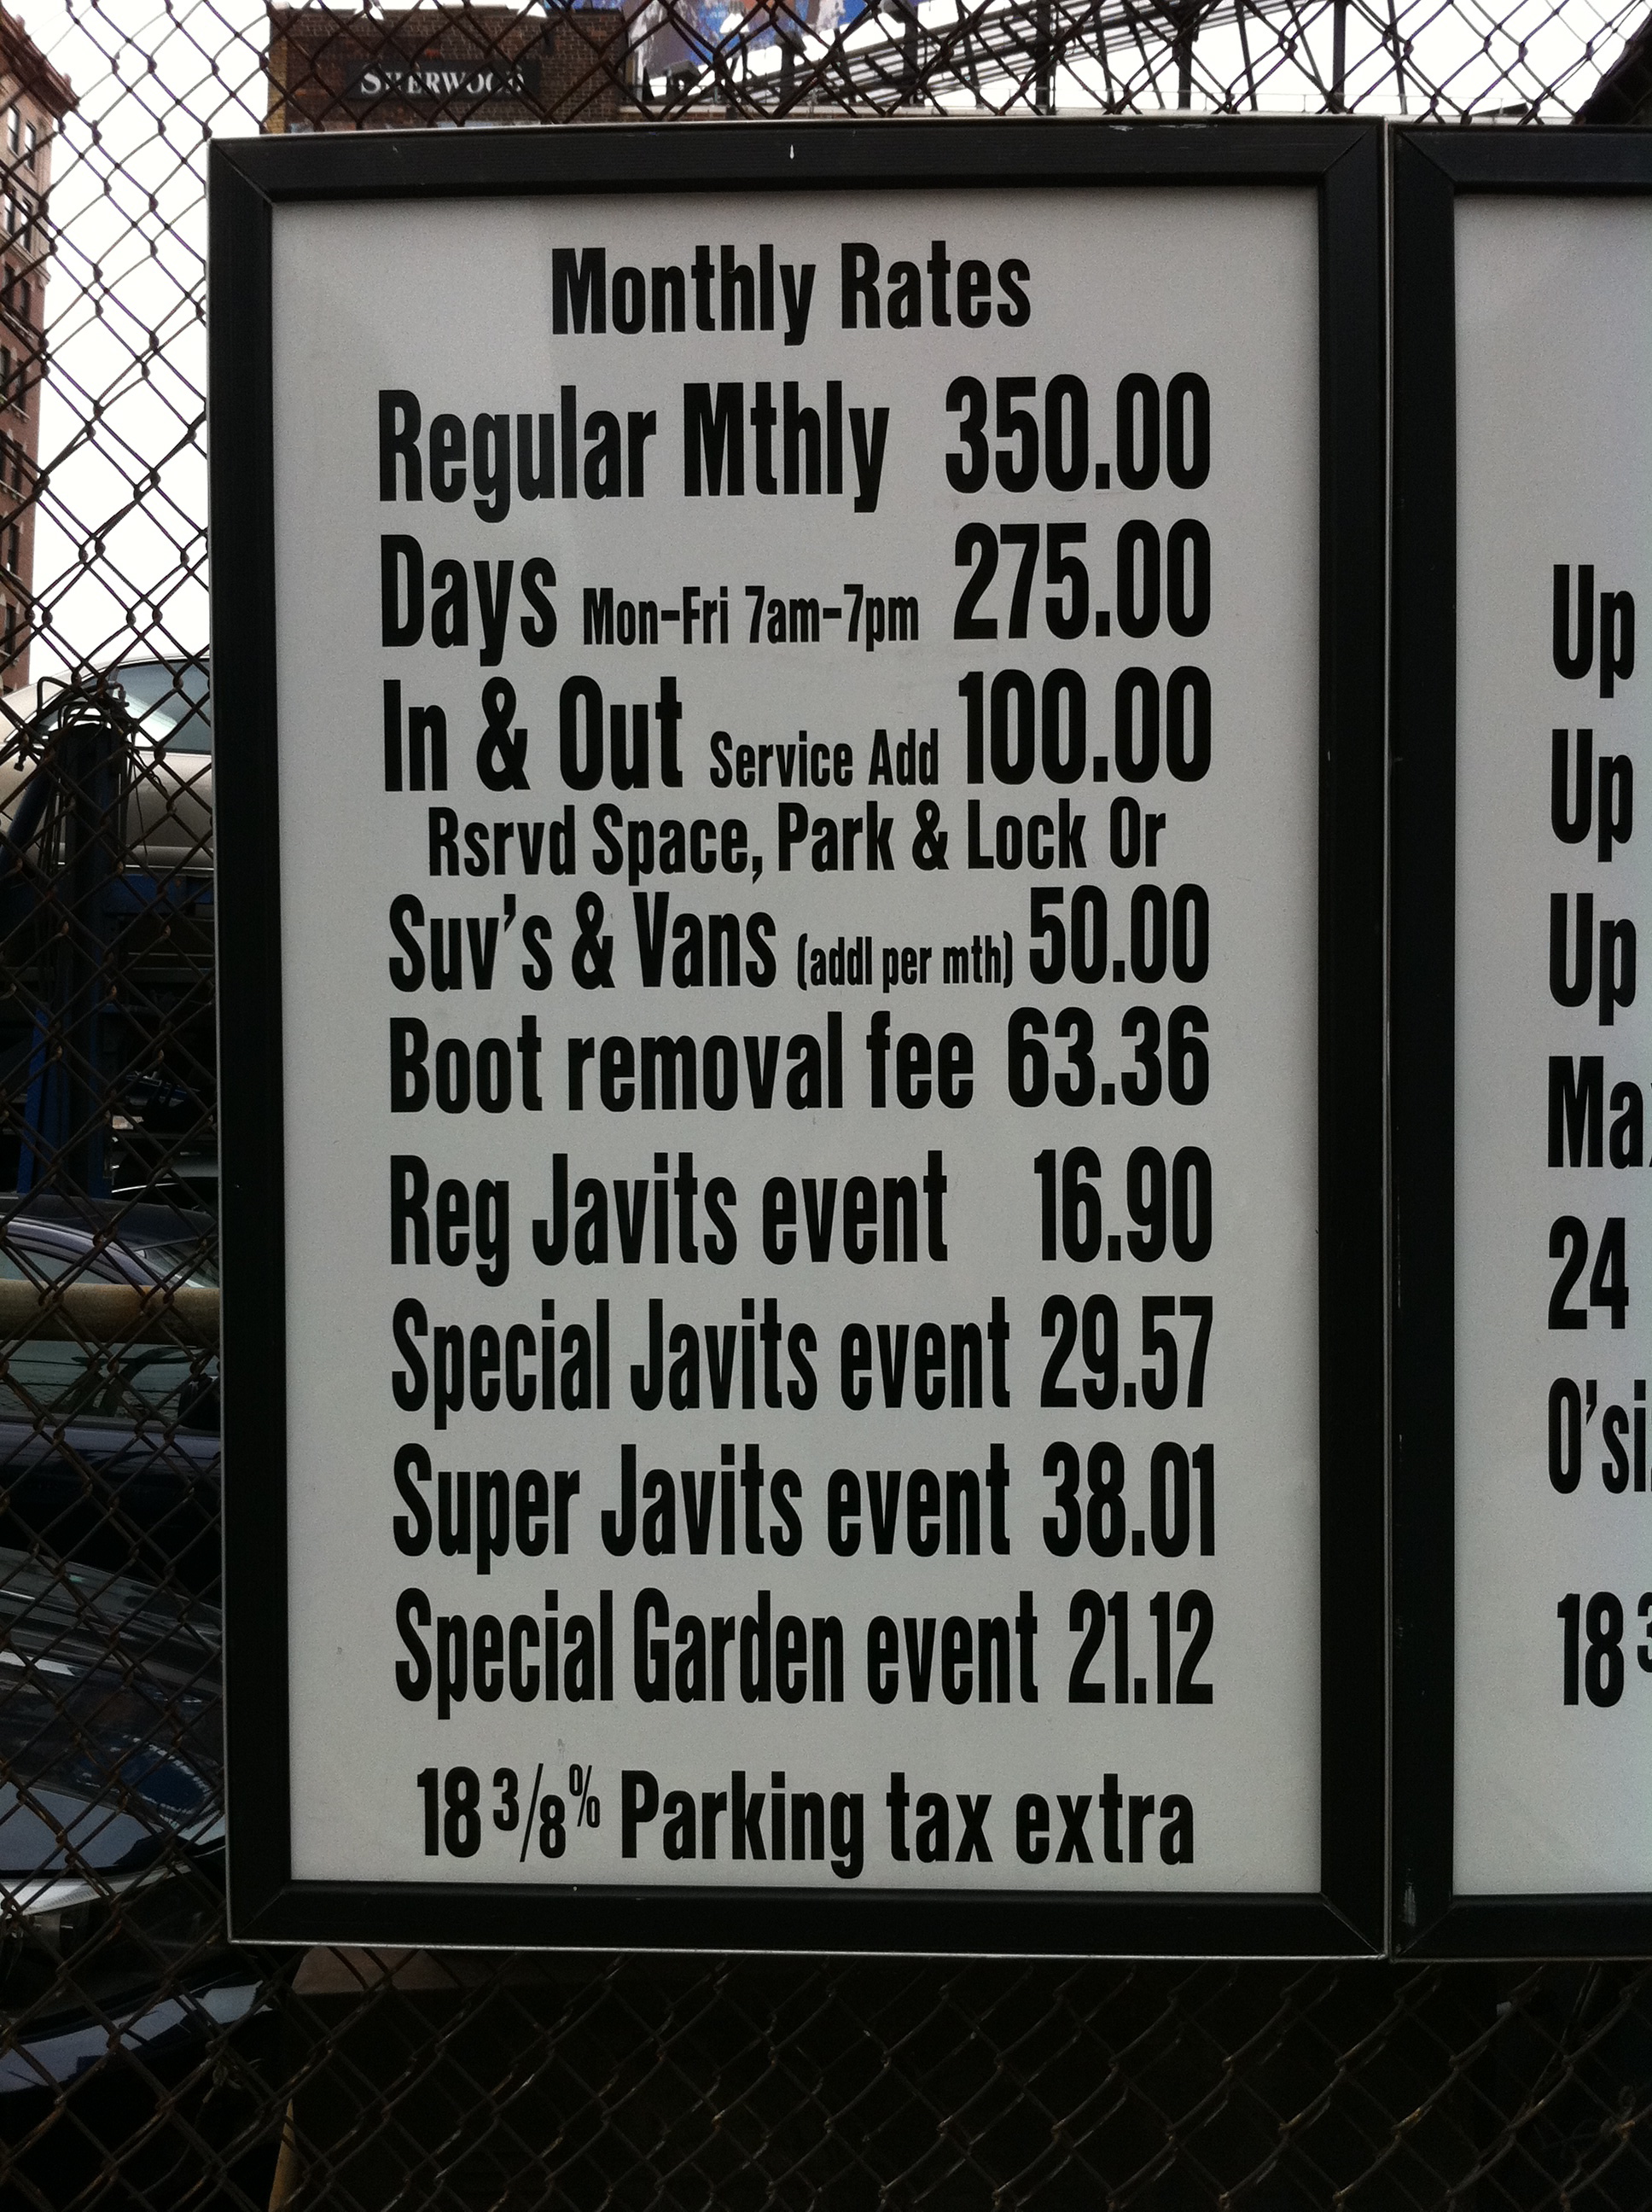 SHERWOOD
Monthly Rates
Regular Mthly 350.00
Days Mon-Fri 7am-7pm 275.00
In & Out Service Add 100.00
Rsrvd Space, Park & Lock Or
Suv's & Vans (addl per mth) 50.00
Boot removal fee 63.36
Reg Javits event 16.90
Special Javits event 29.57
Super Javits event 38.01
Special Garden event 21.12
18 3/8% Parking tax extra
Up
Up
Up
24
18